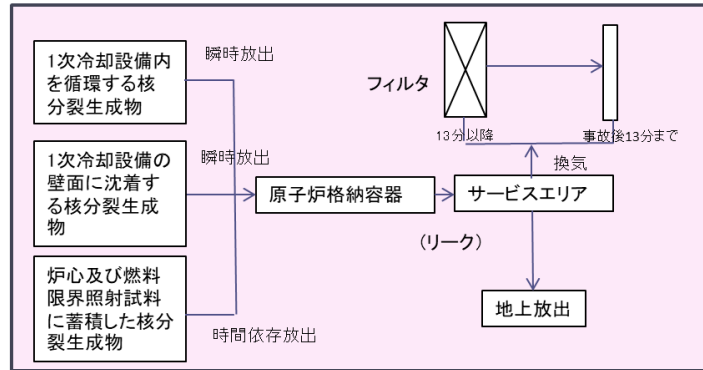 1次冷却設備内
を循環する核
分裂生成物
瞬時放出
1次冷却設備の
壁面に沈着す
る核分裂生成
物
瞬時放出
炉心及び燃料
限界照射試料
に蓄積した核分
裂生成物
時間依存放出
原子炉格納容器
(リーク)
サービスエリア
換気
フィルタ
13分以降
事故後13分まで
地上放出